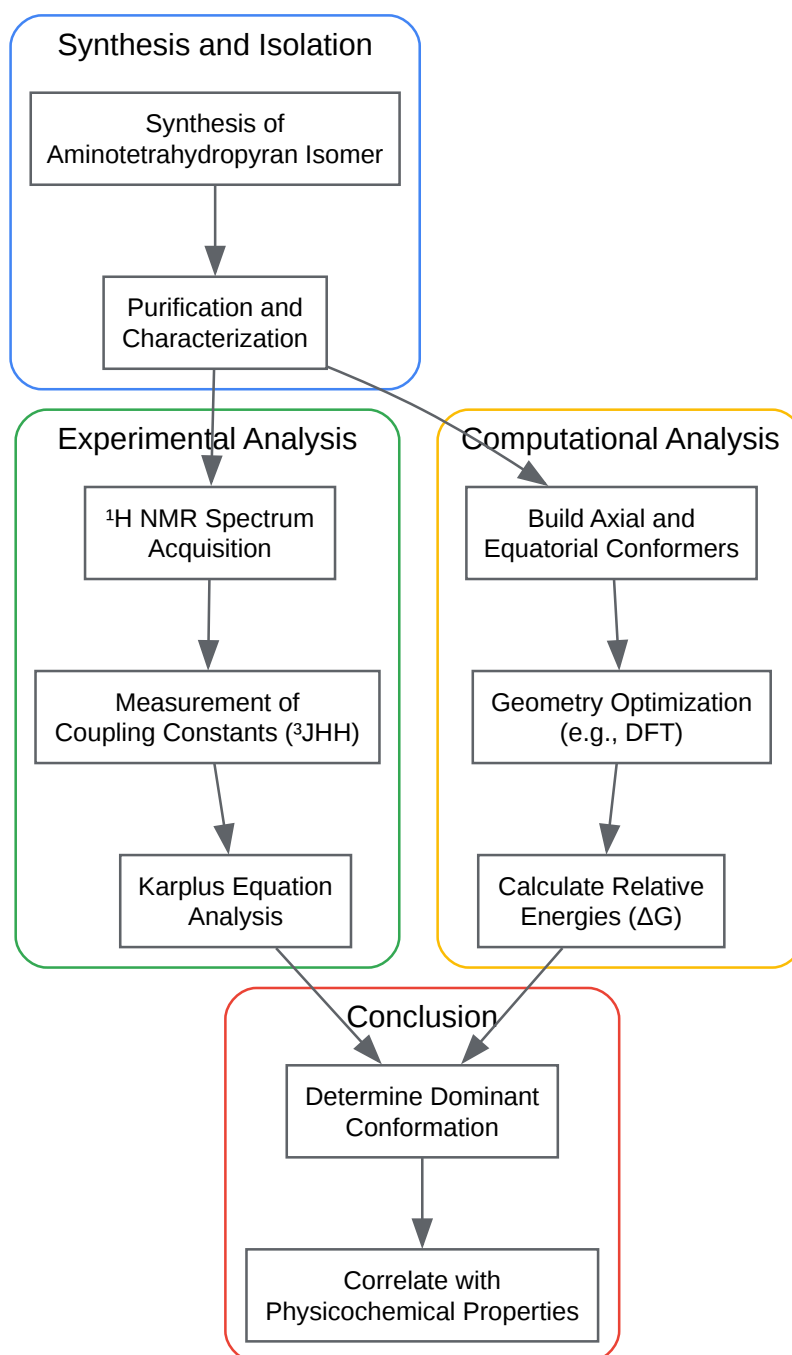 Synthesis and Isolation
Synthesis of
Aminotetrahydropyran Isomer
Purification and
Characterization
Experimental Analysis
¹H NMR Spectrum
Acquisition
Measurement of
Coupling Constants (³JHH)
Karplus Equation
Analysis
Computational Analysis
Build Axial and
Equatorial Conformers
Geometry Optimization
(e.g., DFT)
Calculate Relative
Energies (ΔG)
Conclusion
Determine Dominant
Conformation
Correlate with
Physicochemical Properties